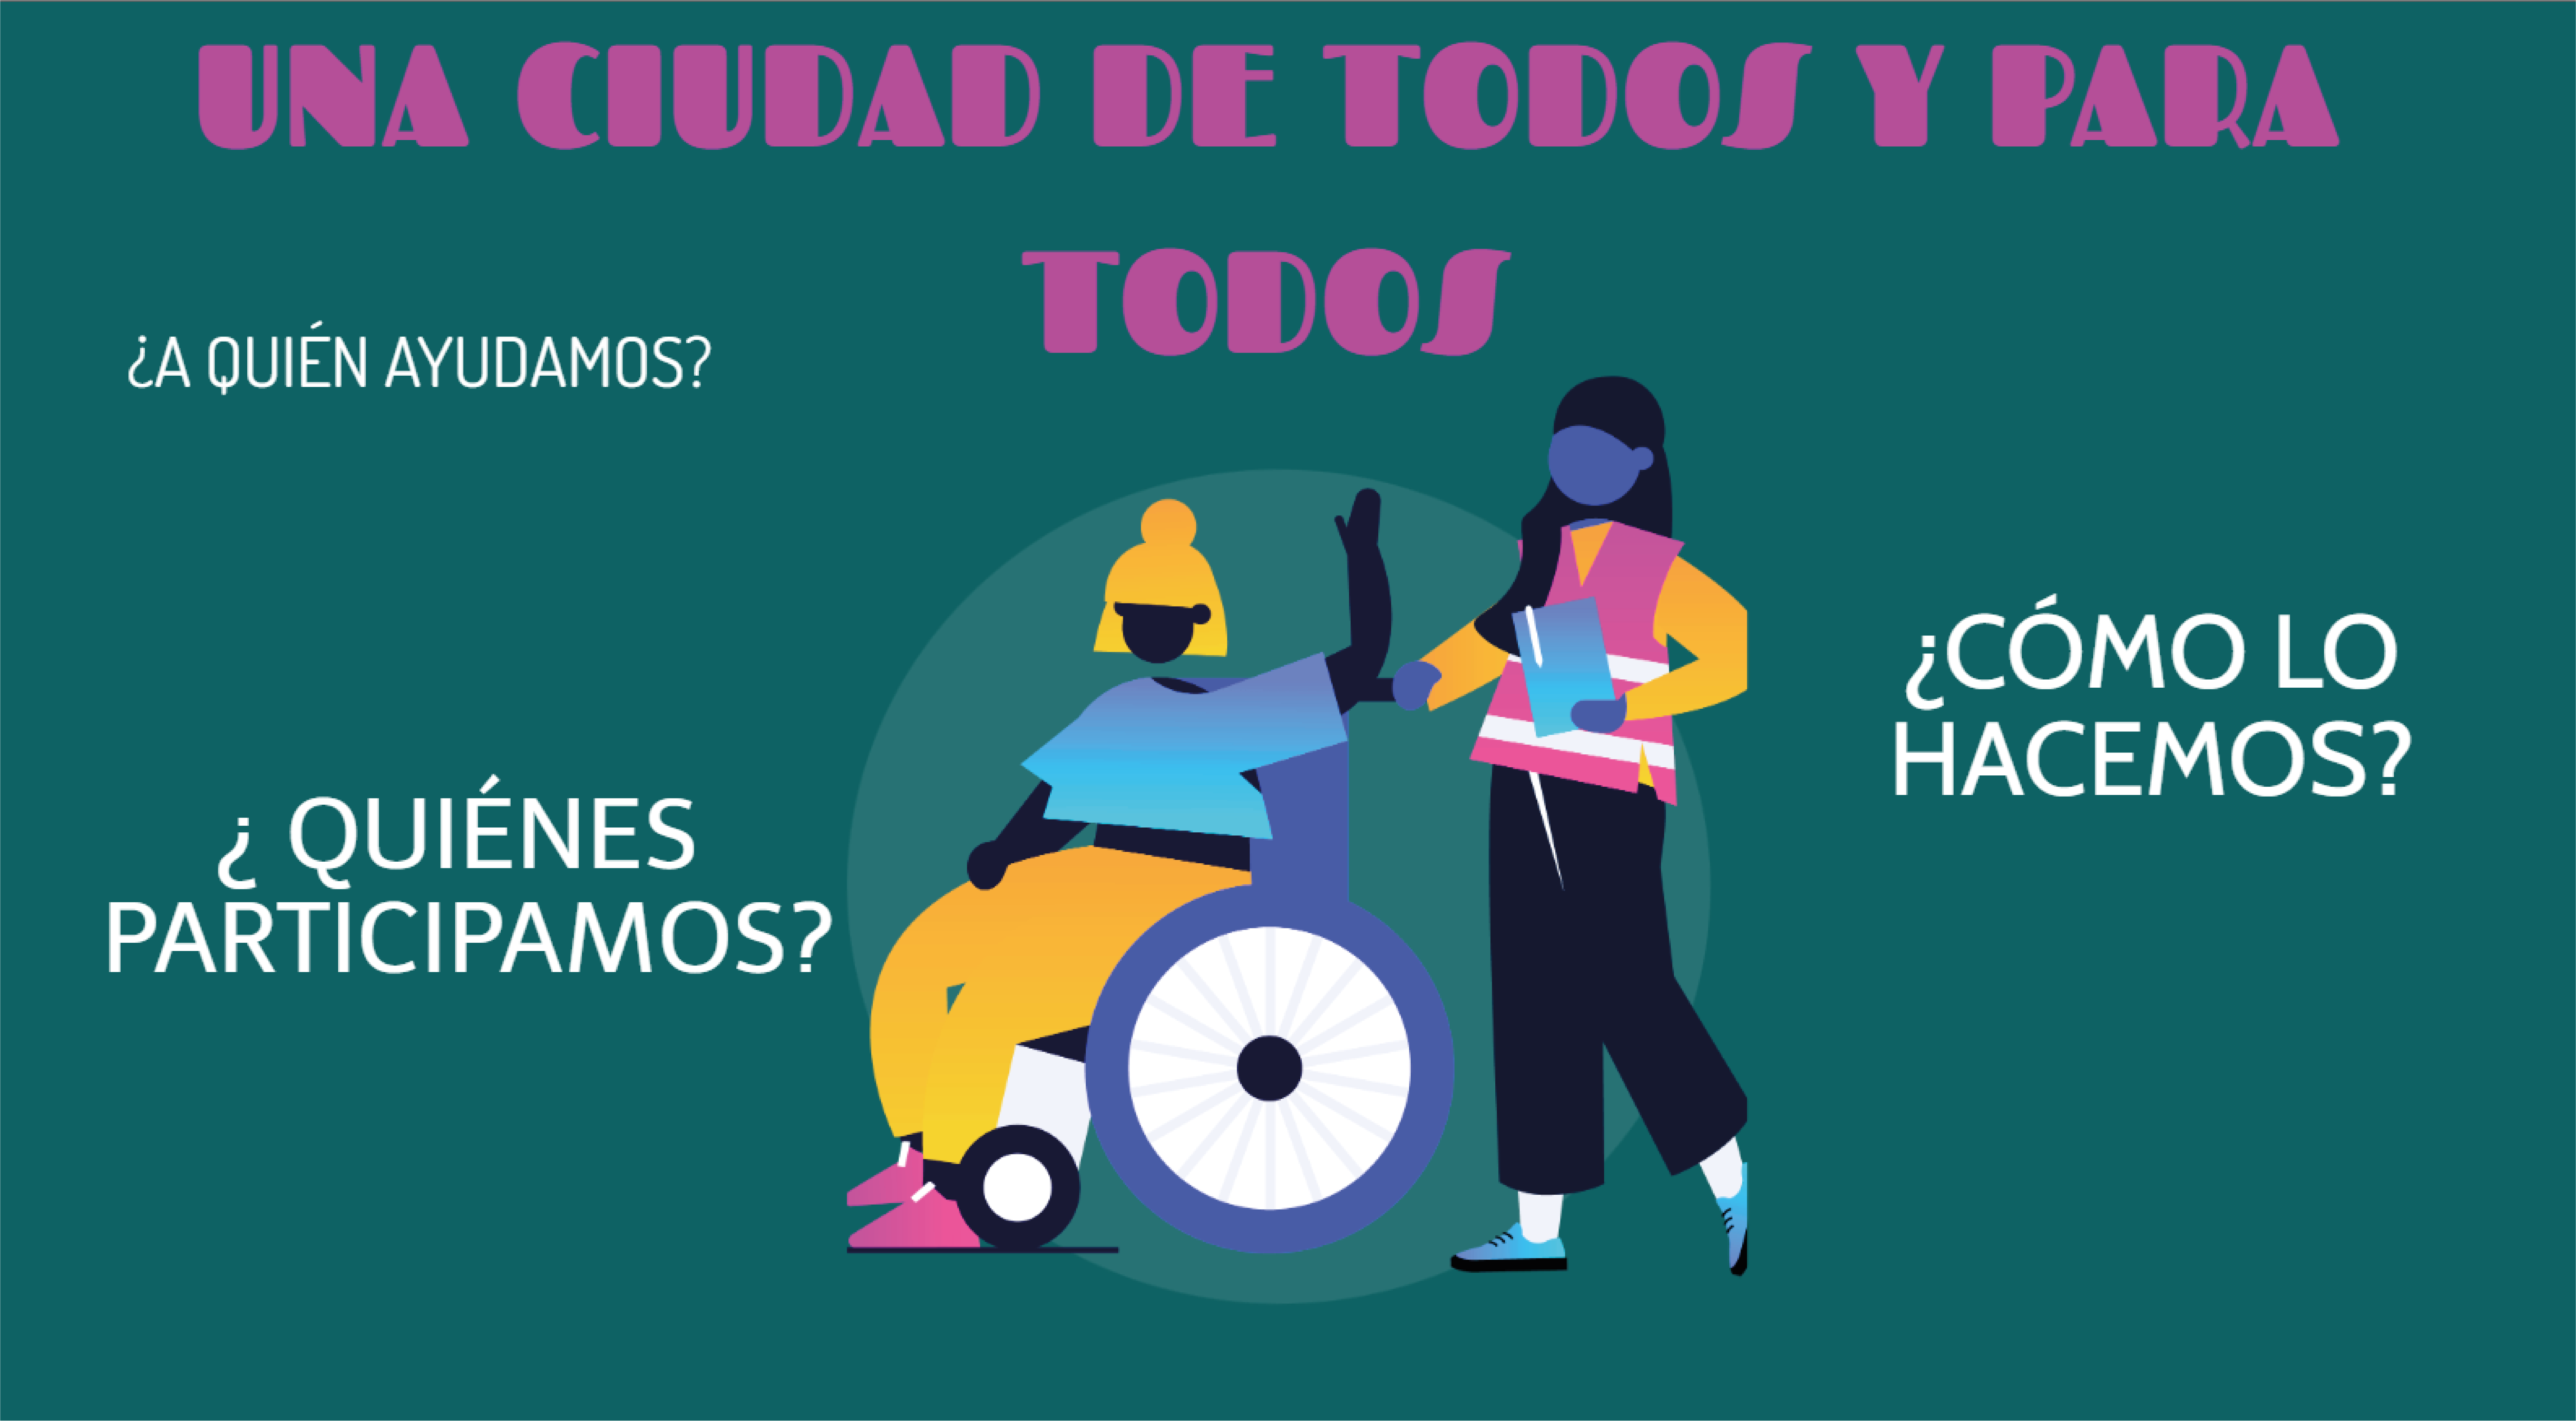 UNA CIUDAD DE TODOS Y PARA
TODOS
¿A QUIÉN AYUDAMOS?
¿ QUIÉNES
PARTICIPAMOS?
¿CÓMO LO
HACEMOS?